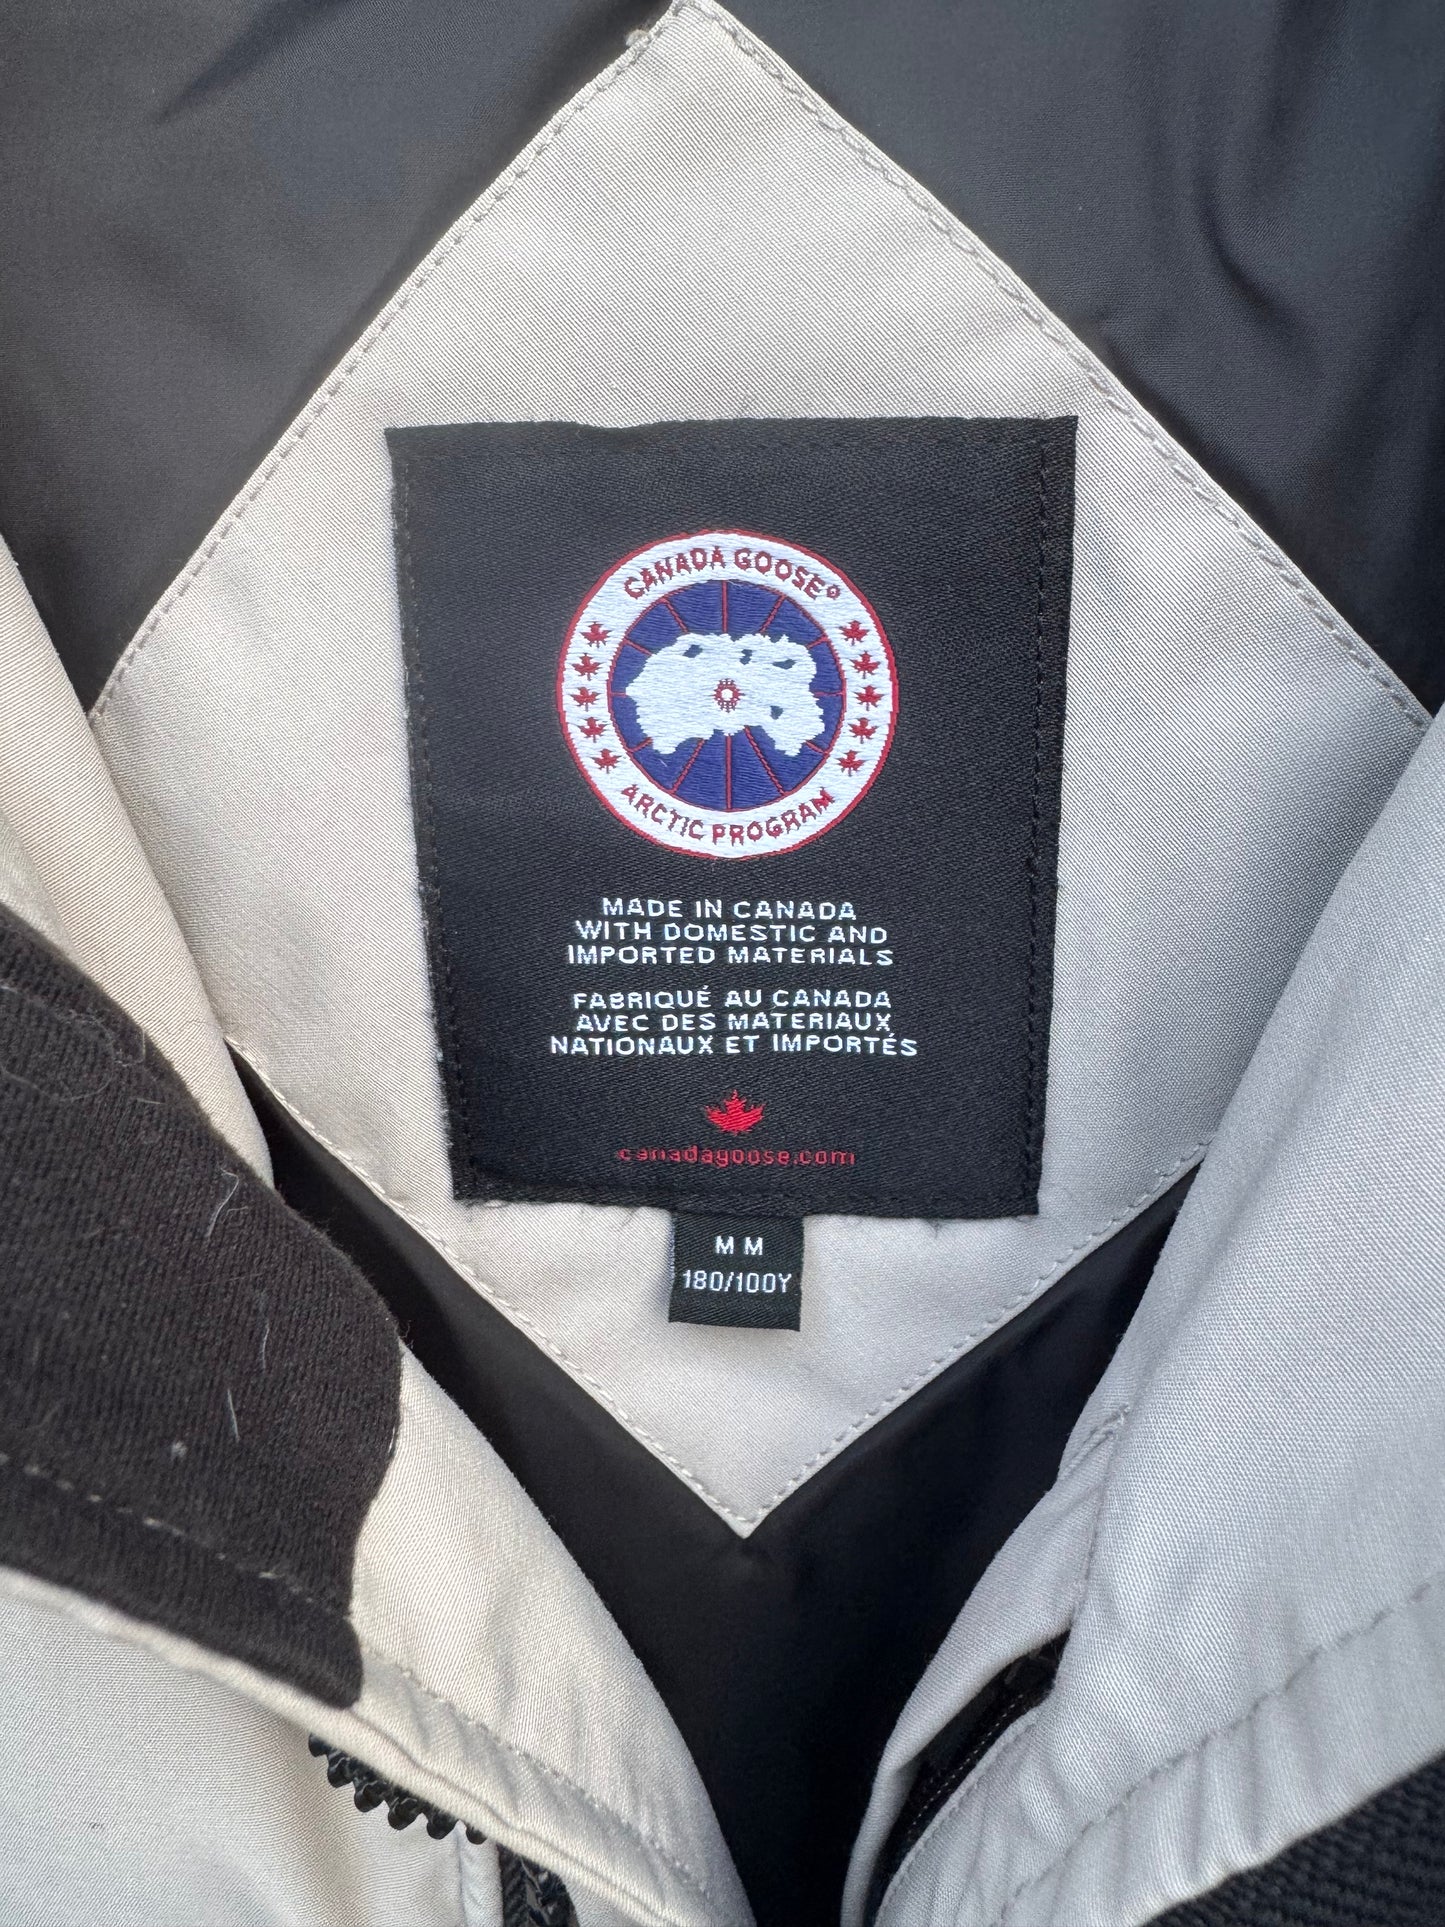 CANADA GOOSE®
ARCTIC PROGRAM
MADE IN CANADA
WITH DOMESTIC AND
IMPORTED MATERIALS
FABRIQUÉ AU CANADA
AVEC DES MATERIAUX
NATIONAUX ET IMPORTÉS
canadagoose.com
M M
180/100Y